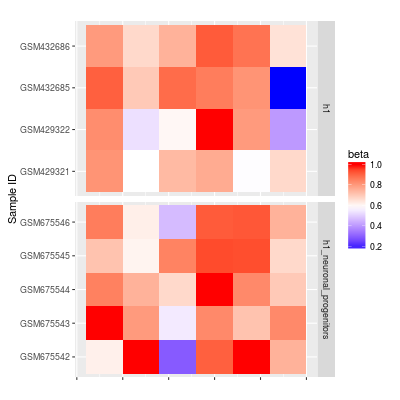 GSM432686
GSM432685
GSM429322
GSM429321
h1
GSM675546
GSM675545
GSM675544
GSM675543
GSM675542
h1_neuronal_progenitors
Sample ID
beta
1.0
0.8
0.6
0.4
0.2